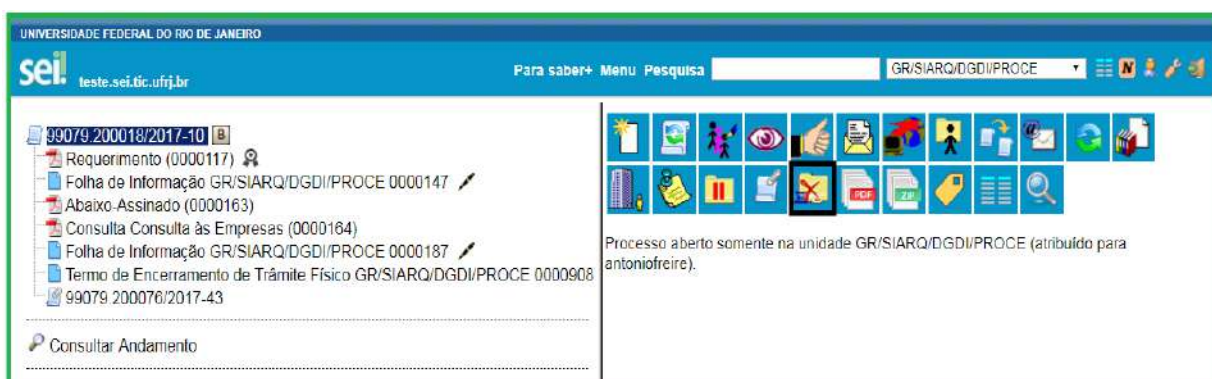 UNIVERSIDADE FEDERAL DO RIO DE JANEIRO
sei!
teste.sei.tic.ufrj.br
Para saber+ Menu Pesquisa
GR/SIARQ/DGDI/PROCE
N
99079.200018/2017-10
B
Requerimento (0000117)
Folha de Informação GR/SIARQ/DGDI/PROCE 0000147
Abaixo-Assinado (0000163)
Consulta Consulta às Empresas (0000164)
Folha de Informação GR/SIARQ/DGDI/PROCE 0000187
Termo de Encerramento de Trâmite Físico GR/SIARQ/DGDI/PROCE 0000908
99079.200076/2017-43
Consultar Andamento
PDF
ZIP
Processo aberto somente na unidade GR/SIARQ/DGDI/PROCE (atribuído para
antoniofreire).